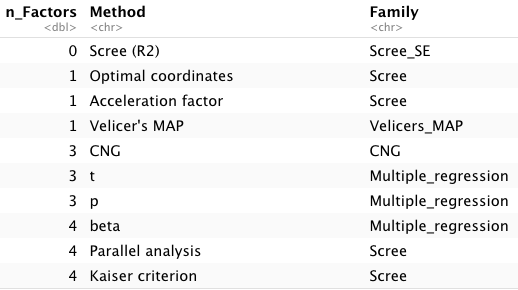 n_Factors Method Family
<dbl> <chr> <chr>
0 Scree (R2) Scree_SE
1 Optimal coordinates Scree
1 Acceleration factor Scree
1 Velicer's MAP Velicers_MAP
3 CNG CNG
3 t Multiple_regression
3 p Multiple_regression
4 beta Multiple_regression
4 Parallel analysis Scree
4 Kaiser criterion Scree